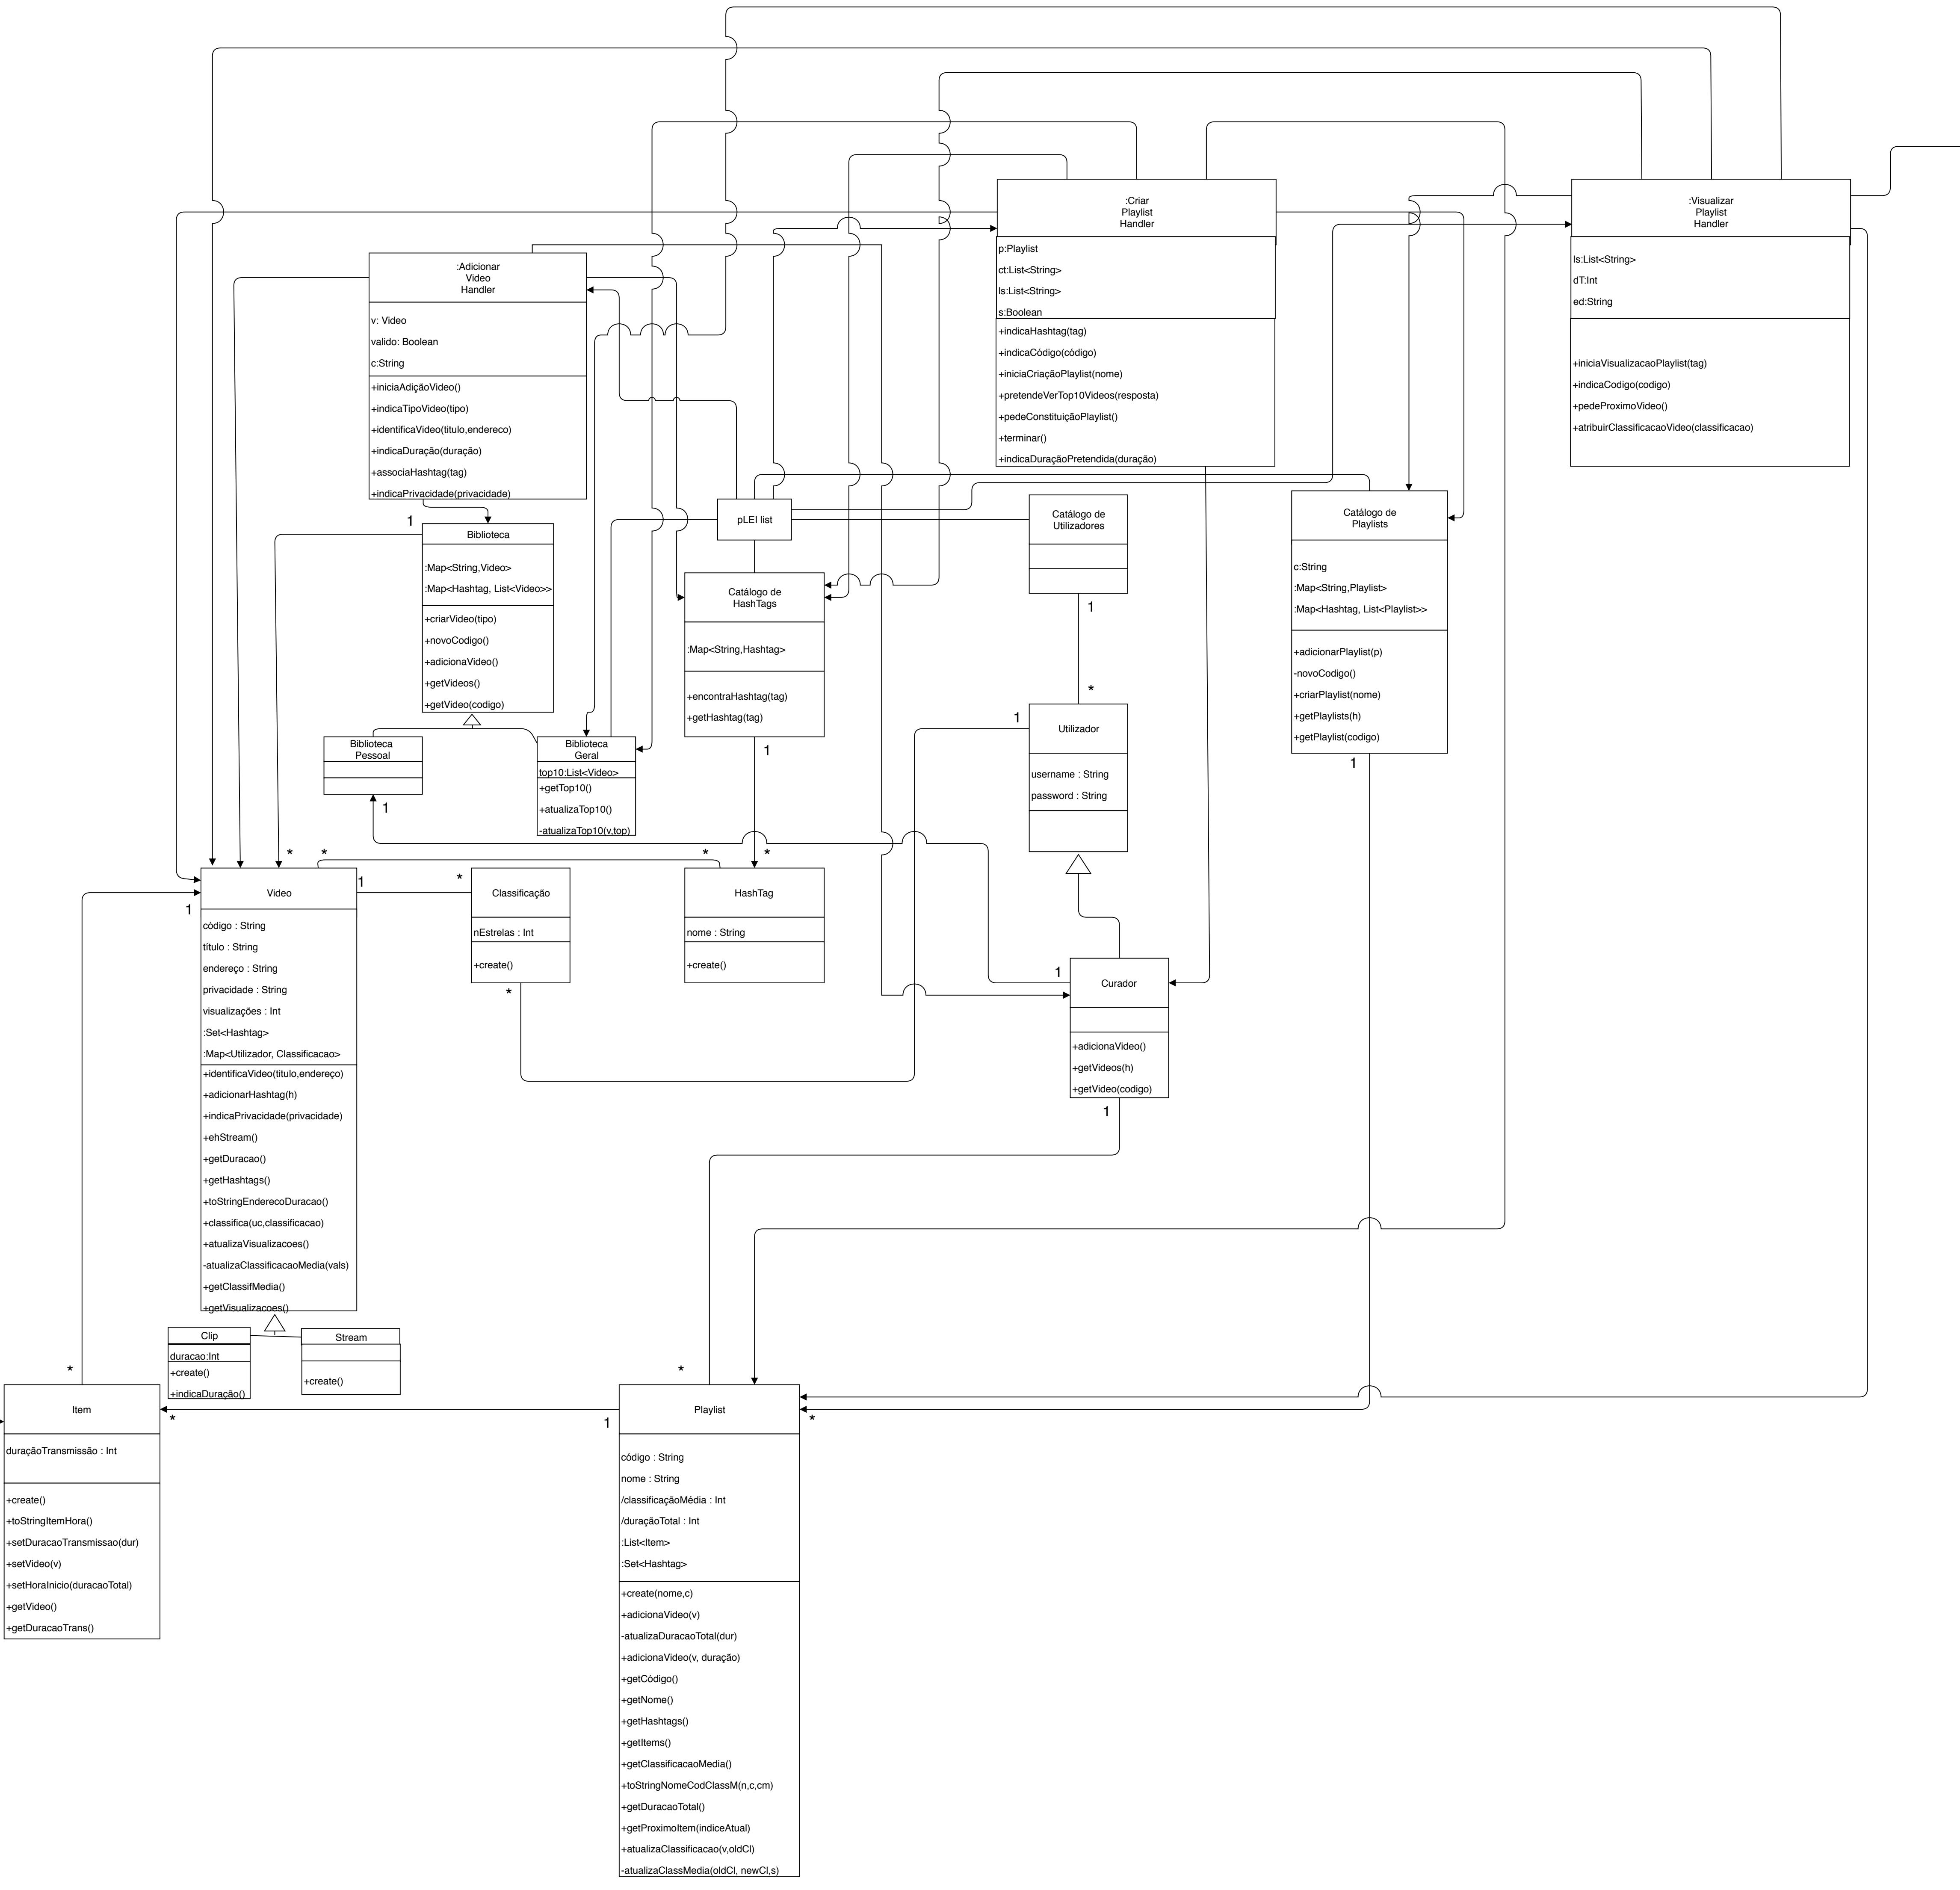 :Criar
Playlist
Handler
p:Playlist
ct:List<String>
ls:List<String>
s:Boolean
+indicaHashtag(tag)
+indicaCódigo(código)
+iniciaCriaçãoPlaylist(nome)
+pretendeVerTop10Videos(resposta)
+pedeConstituiçãoPlaylist()
+terminar()
+indicaDuraçãoPretendida(duração)
:Visualizar
Playlist
Handler
ls:List<String>
dT:Int
ed:String
+iniciaVisualizacaoPlaylist(tag)
+indicaCodigo(codigo)
+pedeProximoVideo()
+atribuirClassificacaoVideo(classificacao)
:Adicionar
Video
Handler
v: Video
valido: Boolean
c:String
+iniciaAdiçãoVideo()
+indicaTipoVideo(tipo)
+identificaVideo(titulo,endereco)
+indicaDuração(duração)
+associaHashtag(tag)
+indicaPrivacidade(privacidade)
1
Biblioteca
:Map<String,Video>
:Map<Hashtag, List<Video>>
+criarVideo(tipo)
+novoCodigo()
+adicionaVideo()
+getVideos()
+getVideo(codigo)
pLEI list
Catálogo de
HashTags
:Map<String,Hashtag>
+encontraHashtag(tag)
+getHashtag(tag)
1
*
Catálogo de
Utilizadores
1
*
Catálogo de
Playlists
c:String
:Map<String,Playlist>
:Map<Hashtag, List<Playlist>>
+adicionarPlaylist(p)
-novoCodigo()
+criarPlaylist(nome)
+getPlaylists(h)
+getPlaylist(codigo)
1
Biblioteca
Pessoal
1
Biblioteca
Geral
top10:List<Video>
+getTop10()
+atualizaTop10()
-atualizaTop10(v,top)
1
Utilizador
username : String
password : String
*
*
*
Video
1
1
*
código : String
título : String
endereço : String
privacidade : String
visualizações : Int
:Set<Hashtag>
:Map<Utilizador, Classificacao>
+identificaVideo(titulo,endereço)
+adicionarHashtag(h)
+indicaPrivacidade(privacidade)
+ehStream()
+getDuracao()
+getHashtags()
+toStringEnderecoDuracao()
+classifica(uc,classificacao)
+atualizaVisualizacoes()
-atualizaClassificacaoMedia(vals)
+getClassifMedia()
+getVisualizacoes()
Classificação
nEstrelas : Int
+create()
*
HashTag
nome : String
+create()
1
Curador
+adicionaVideo()
+getVideos(h)
+getVideo(codigo)
1
Clip
duracao:Int
+create()
+indicaDuração()
Stream
+create()
*
Item
*
duraçãoTransmissão : Int
+create()
+toStringItemHora()
+setDuracaoTransmissao(dur)
+setVideo(v)
+setHoraInicio(duracaoTotal)
+getVideo()
+getDuracaoTrans()
*
1
Playlist
*
código : String
nome : String
/classificaçãoMédia : Int
/duraçãoTotal : Int
:List<Item>
:Set<Hashtag>
+create(nome,c)
+adicionaVideo(v)
-atualizaDuracaoTotal(dur)
+adicionaVideo(v, duração)
+getCódigo()
+getNome()
+getHashtags()
+getItems()
+getClassificacaoMedia()
+toStringNomeCodClassM(n,c,cm)
+getDuracaoTotal()
+getProximoItem(indiceAtual)
+atualizaClassificacao(v,oldCl)
-atualizaClassMedia(oldCl, newCl,s)